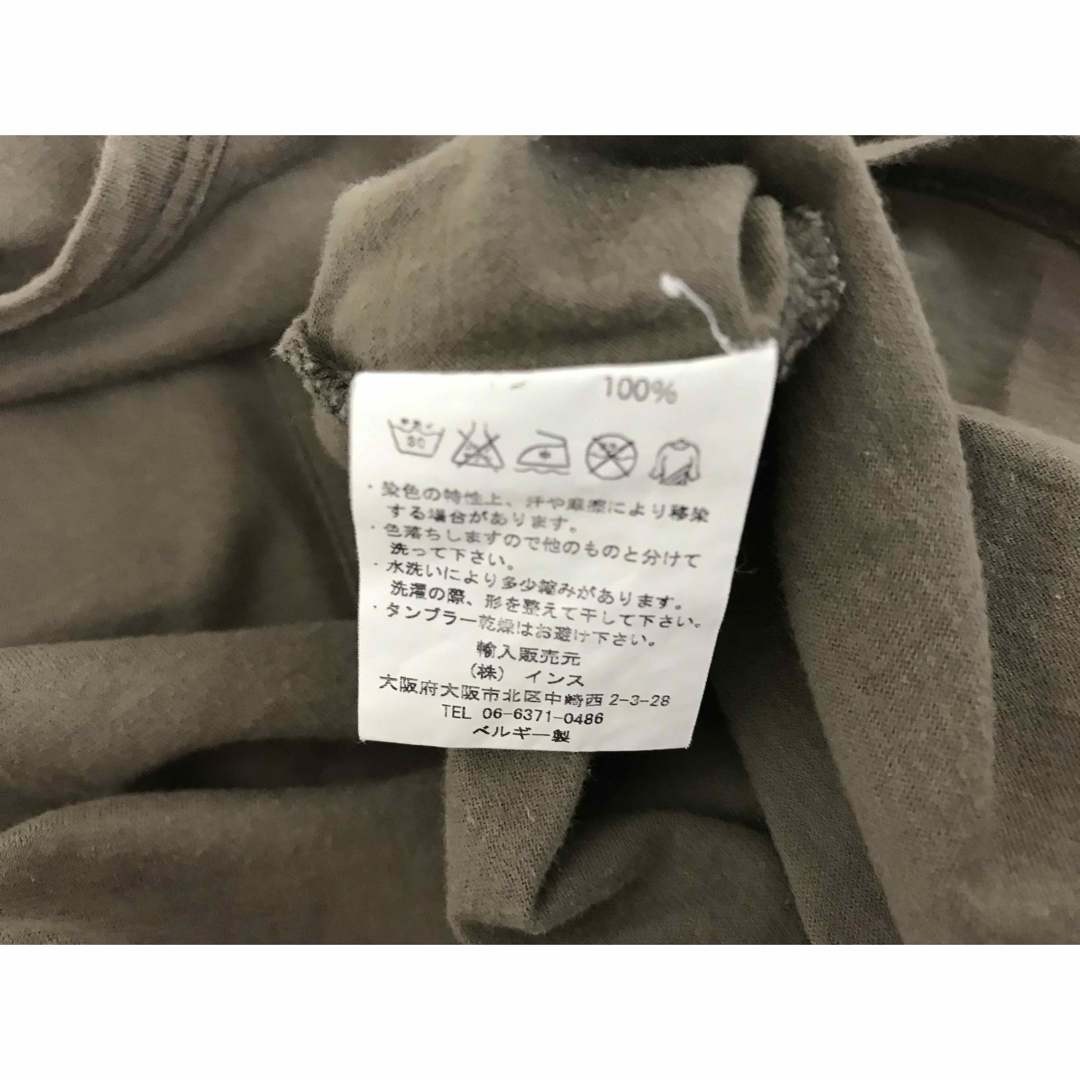 100%
・染色の特性上、汗や摩擦により移染
する場合があります。
・色落ちしますので他のものと分けて
洗って下さい。
・水洗いにより多少縮みがあります。
洗濯の際、形を整えて干して下さい。
・タンブラー乾燥はお避け下さい。
輸入販売元
(株) インス
大阪府大阪市北区中崎西2-3-28
TEL 06-6371-0486
ベルギー製